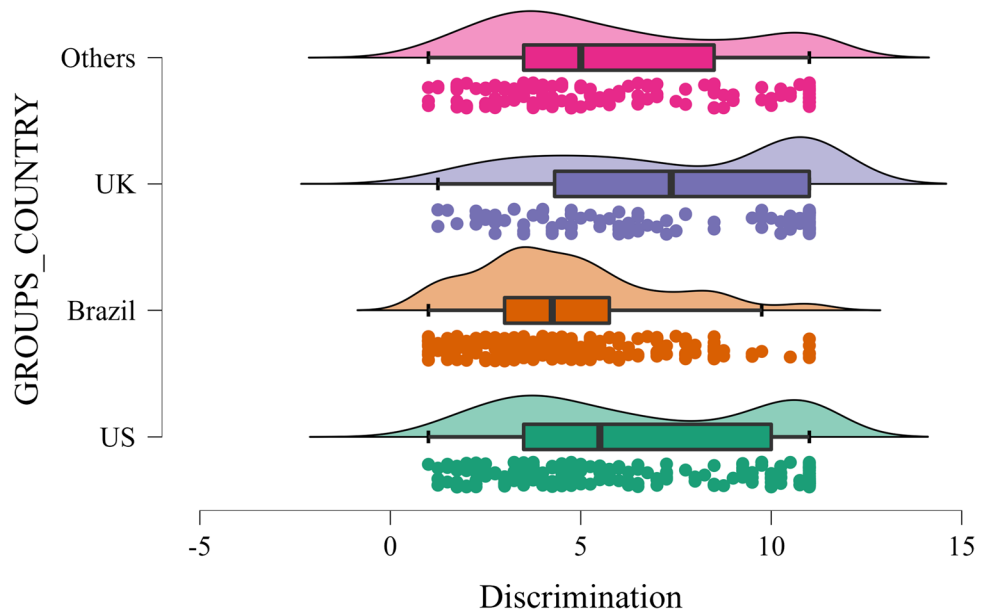 GROUPS_COUNTRY
Others
UK
Brazil
US
-5 0 5 10 15
Discrimination